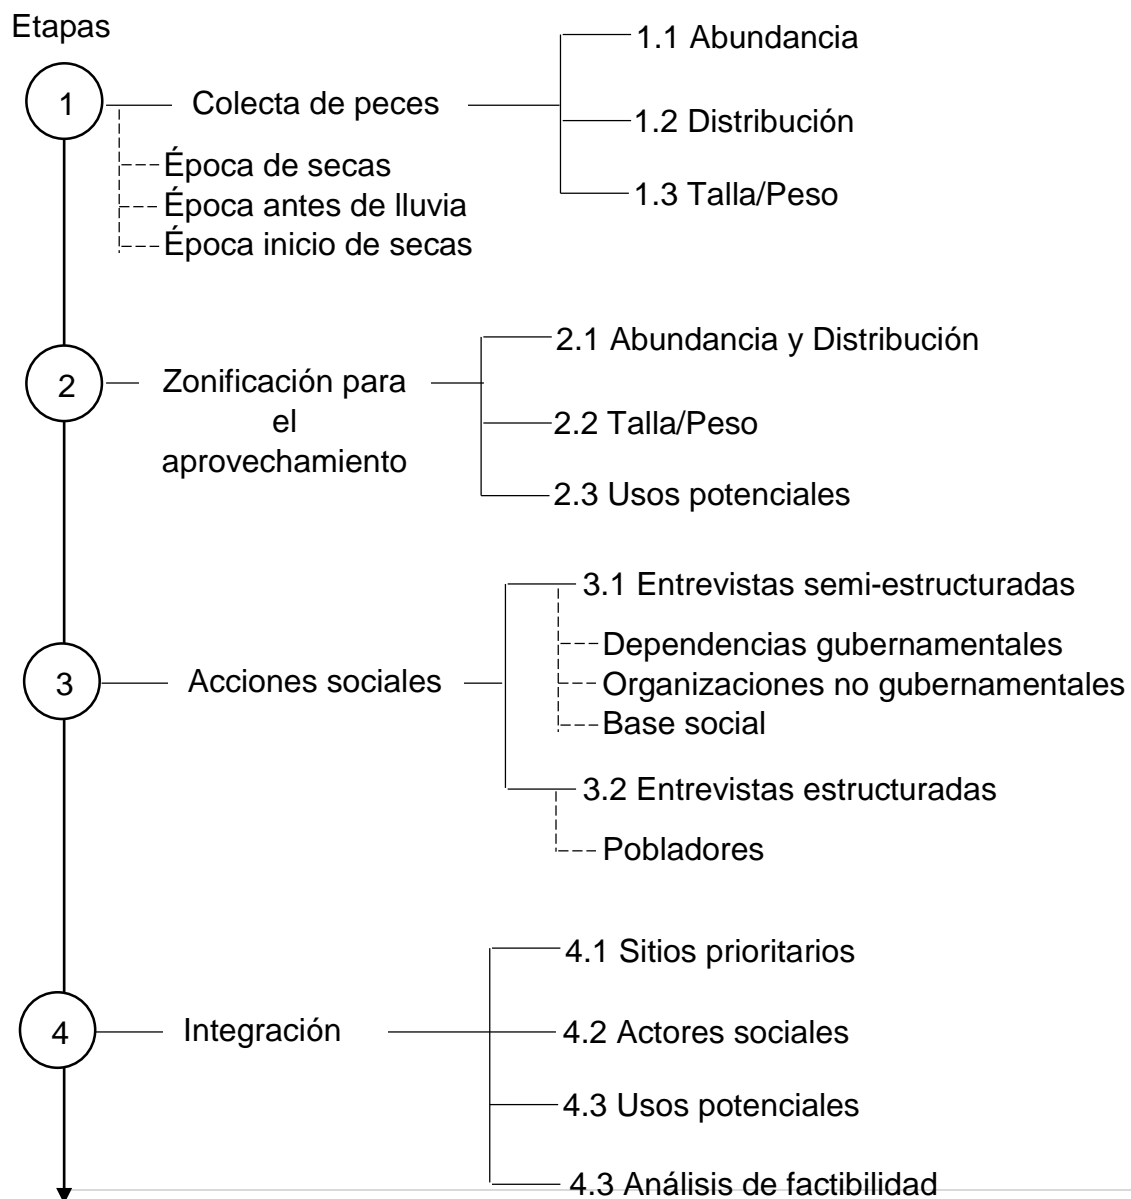 Etapas
1
Colecta de peces
1.1 Abundancia
1.2 Distribución
1.3 Talla/Peso
Época de secas
Época antes de lluvia
Época inicio de secas
2
Zonificación para
el
aprovechamiento
2.1 Abundancia y Distribución
2.2 Talla/Peso
2.3 Usos potenciales
3
Acciones sociales
3.1 Entrevistas semi-estructuradas
Dependencias gubernamentales
Organizaciones no gubernamentales
Base social
3.2 Entrevistas estructuradas
Pobladores
4
Integración
4.1 Sitios prioritarios
4.2 Actores sociales
4.3 Usos potenciales
4.3 Análisis de factibilidad